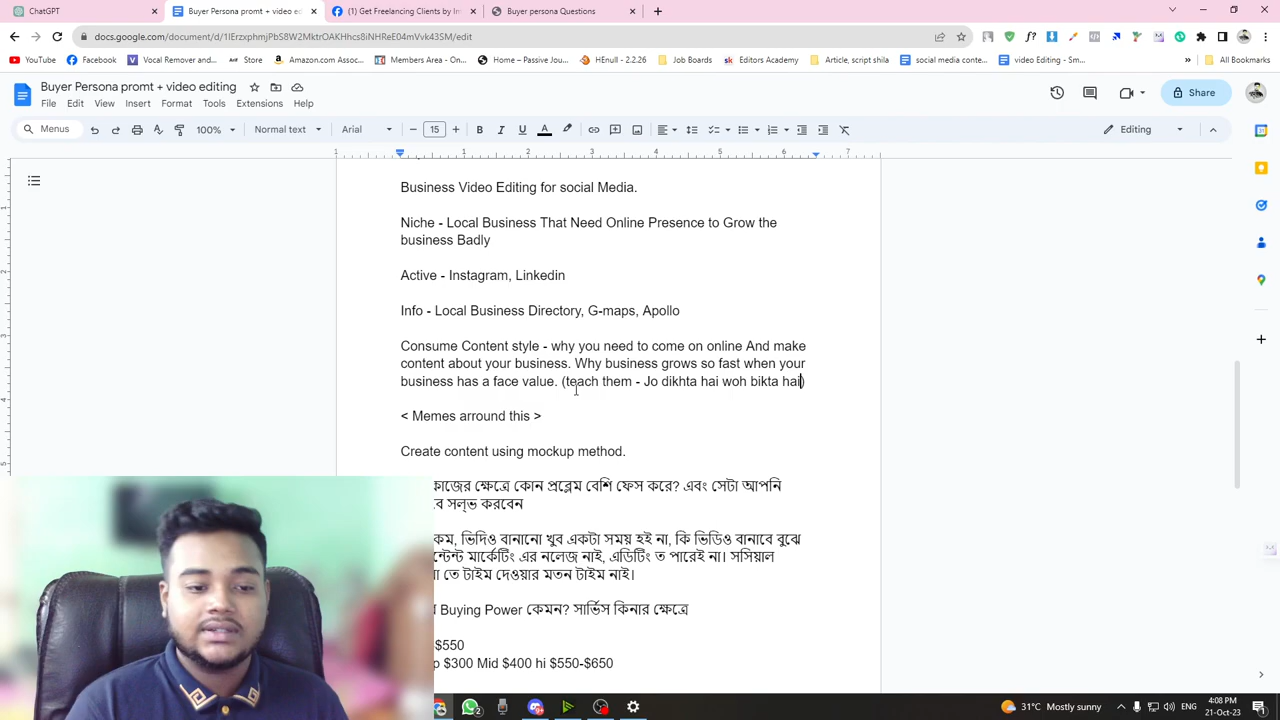 ChatGPT
Buyer Persona promt + video ed
(1) Get Freelancing Clients by Im
Buyer persona Questions
docs.google.com/document/d/1IErzxphmjPbS8W2MktrOAKHhcs8iNHReE04mVvk43SM/edit
YouTube
Facebook
Vocal Remover and...
Store
Amazon.com Assoc...
Members Area - On...
Home – Passive Jou...
HEnull - 2.2.26
Job Boards
Editors Academy
Article, script shila
social media conte...
video Editing - Sm...
All Bookmarks
Buyer Persona promt + video editing
File Edit View Insert Format Tools Extensions Help
Share
Menus
100%
Normal text
Arial
15
Editing
Business Video Editing for social Media.
Niche - Local Business That Need Online Presence to Grow the
business Badly
Active - Instagram, Linkedin
Info - Local Business Directory, G-maps, Apollo
Consume Content style - why you need to come on online And make
content about your business. Why business grows so fast when your
business has a face value. (teach them - Jo dikhta hai woh bikta hai)
< Memes arround this >
Create content using mockup method.
কাজের ক্ষেত্রে কোন প্রব্লেম বেশি ফেস করে? এবং সেটা আপনি
সল্ভ করবেন
কম, ভিদিও বানানো খুব একটা সময় হই না, কি ভিডিও বানাবে বুঝে
মার্কেটিং এর নলেজ নাই, এডিটিং ত পারেই না। সসিয়াল
তে টাইম দেওয়ার মতন টাইম নাই।
Buying Power কেমন? সার্ভিস কিনার ক্ষেত্রে
$550
$300 Mid $400 hi $550-$650
31°C Mostly sunny
ENG
4:08 PM
21-Oct-23